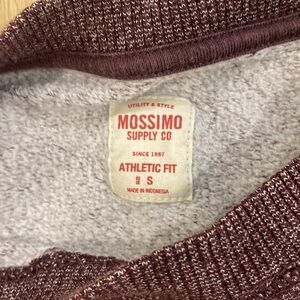 UTILITY & STYLE
MOSSIMO
SUPPLY CO
SINCE 1987
ATHLETIC FIT
S
MADE IN INDONESIA